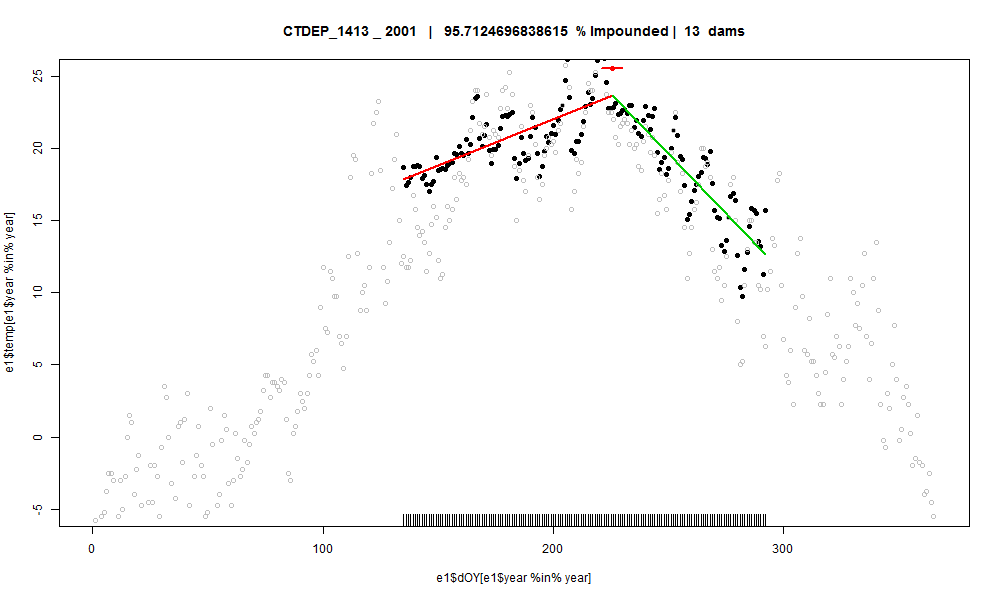 CTDEP_1413 _ 2001 | 95.7124696838615 % Impounded | 13 dams
25
20
15
10
5
0
-5
e1$temp[e1$year %in% year]
0 100 200 300
e1$dOY[e1$year %in% year]